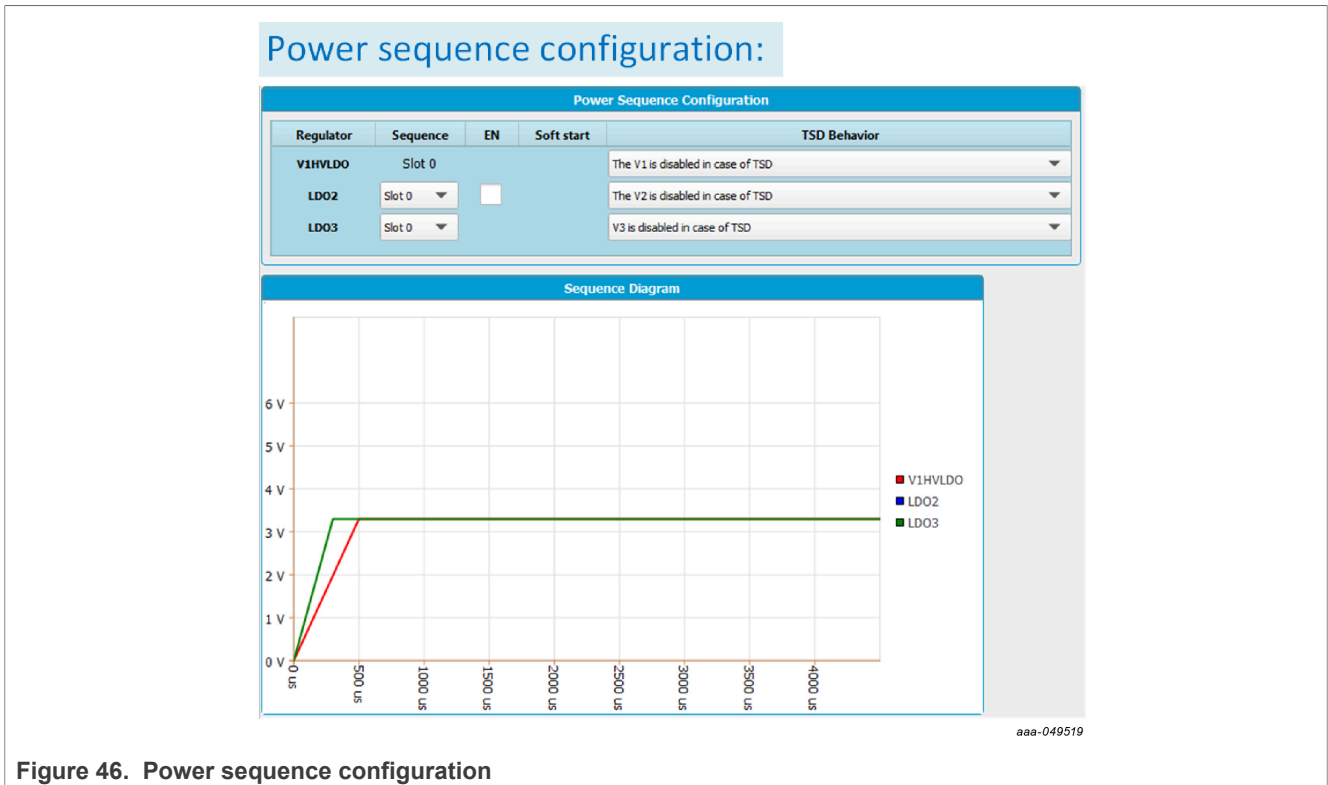 Power sequence configuration:
Power Sequence Configuration
Regulator Sequence EN Soft start TSD Behavior
V1HVLDO Slot 0 The V1 is disabled in case of TSD
LDO2 Slot 0 The V2 is disabled in case of TSD
LDO3 Slot 0 V3 is disabled in case of TSD
Sequence Diagram
6 V
5 V
4 V
3 V
2 V
1 V
0 V
0 us 500 us 1000 us 1500 us 2000 us 2500 us 3000 us 3500 us 4000 us
V1HVLDO
LDO2
LDO3
aaa-049519
Figure 46. Power sequence configuration